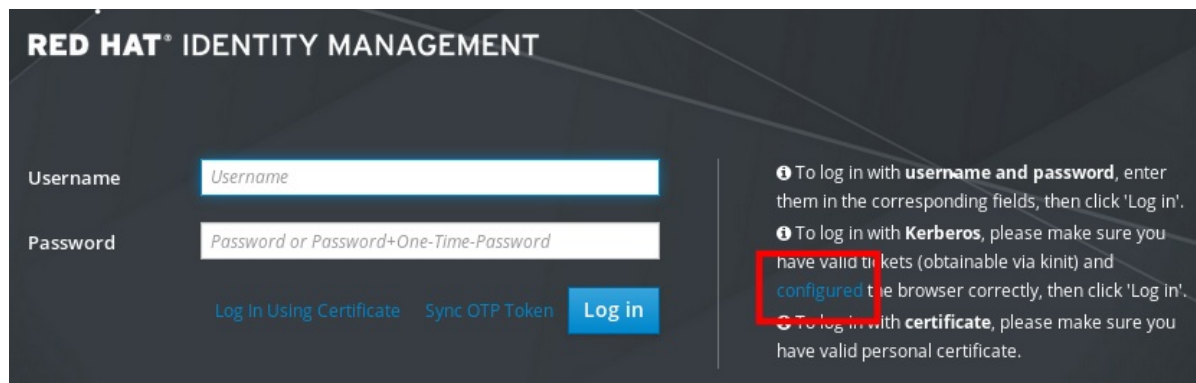 RED HAT® IDENTITY MANAGEMENT
Username
Username
Password
Password or Password+One-Time-Password
Log In Using Certificate
Sync OTP Token
Log in
To log in with username and password, enter
them in the corresponding fields, then click 'Log in'.
To log in with Kerberos, please make sure you
have valid tickets (obtainable via kinit) and
configured the browser correctly, then click 'Log in'.
To log in with certificate, please make sure you
have valid personal certificate.